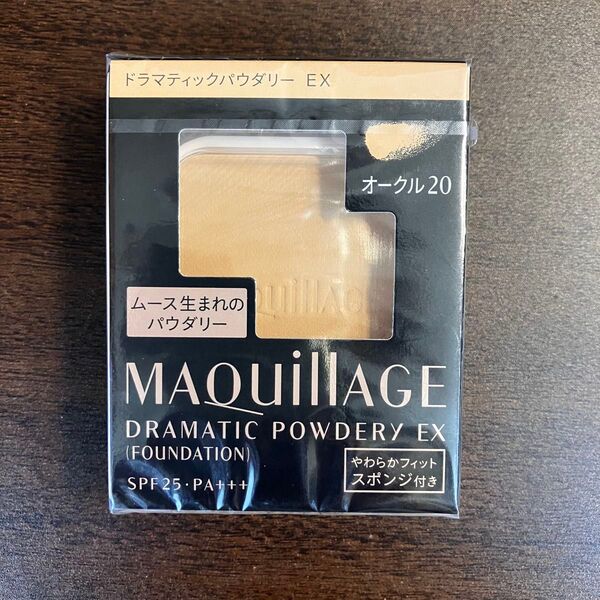 ドラマティックパウダリー EX
オークル20
Quillāg
ムース生まれの
パウダリー
MAQuillAGE
DRAMATIC POWDERY EX
(FOUNDATION)
SPF25・PA+++
やわらかフィット
スポンジ付き